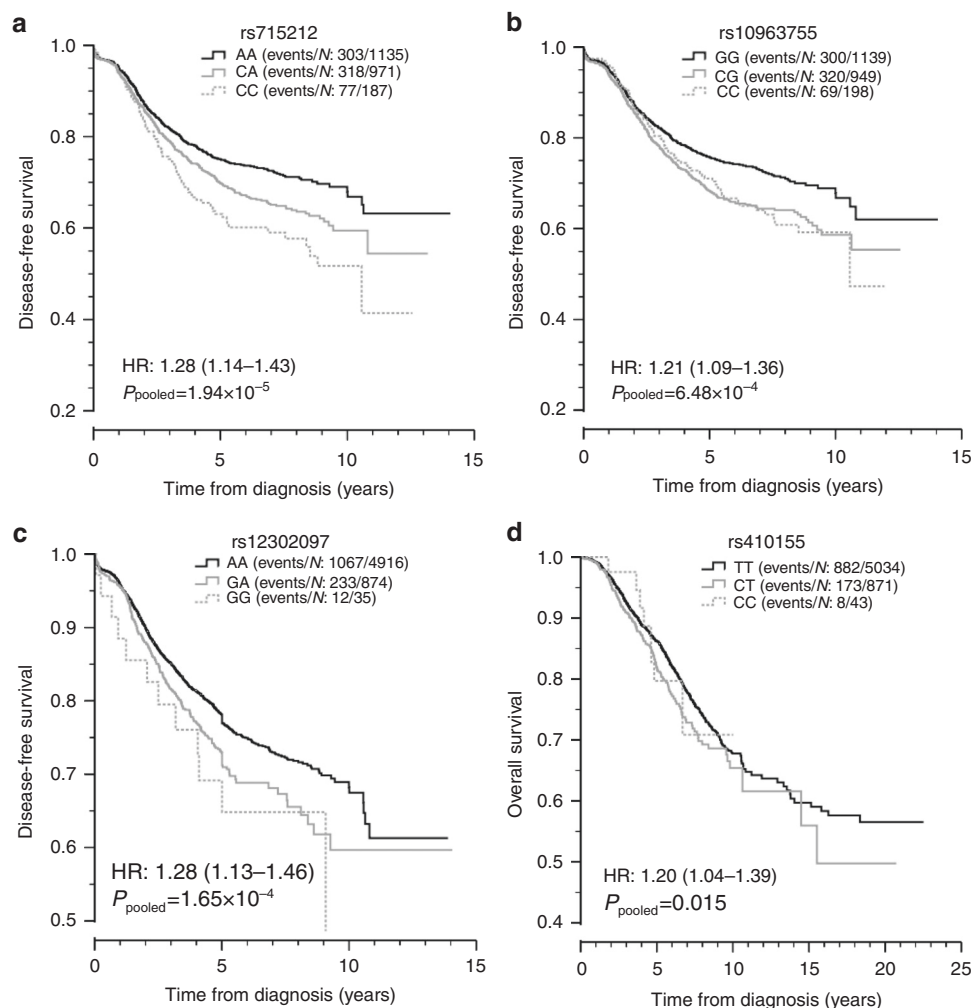 a
rs715212
AA (events/N: 303/1135)
CA (events/N: 318/971)
CC (events/N: 77/187)
1.0
0.8
0.6
0.4
0.2
Disease-free survival
HR: 1.28 (1.14–1.43)
Ppooled=1.94×10–5
0 5 10 15
Time from diagnosis (years)
b
rs10963755
GG (events/N: 300/1139)
CG (events/N: 320/949)
CC (events/N: 69/198)
1.0
0.8
0.6
0.4
0.2
Disease-free survival
HR: 1.21 (1.09–1.36)
Ppooled=6.48×10–4
0 5 10 15
Time from diagnosis (years)
c
rs12302097
AA (events/N: 1067/4916)
GA (events/N: 233/874)
GG (events/N: 12/35)
1.0
0.9
0.8
0.7
0.6
0.5
Disease-free survival
HR: 1.28 (1.13–1.46)
Ppooled=1.65×10–4
0 5 10 15
Time from diagnosis (years)
d
rs410155
TT (events/N: 882/5034)
CT (events/N: 173/871)
CC (events/N: 8/43)
1.0
0.9
0.8
0.7
0.6
0.5
0.4
Overall survival
HR: 1.20 (1.04–1.39)
Ppooled=0.015
0 5 10 15 20 25
Time from diagnosis (years)